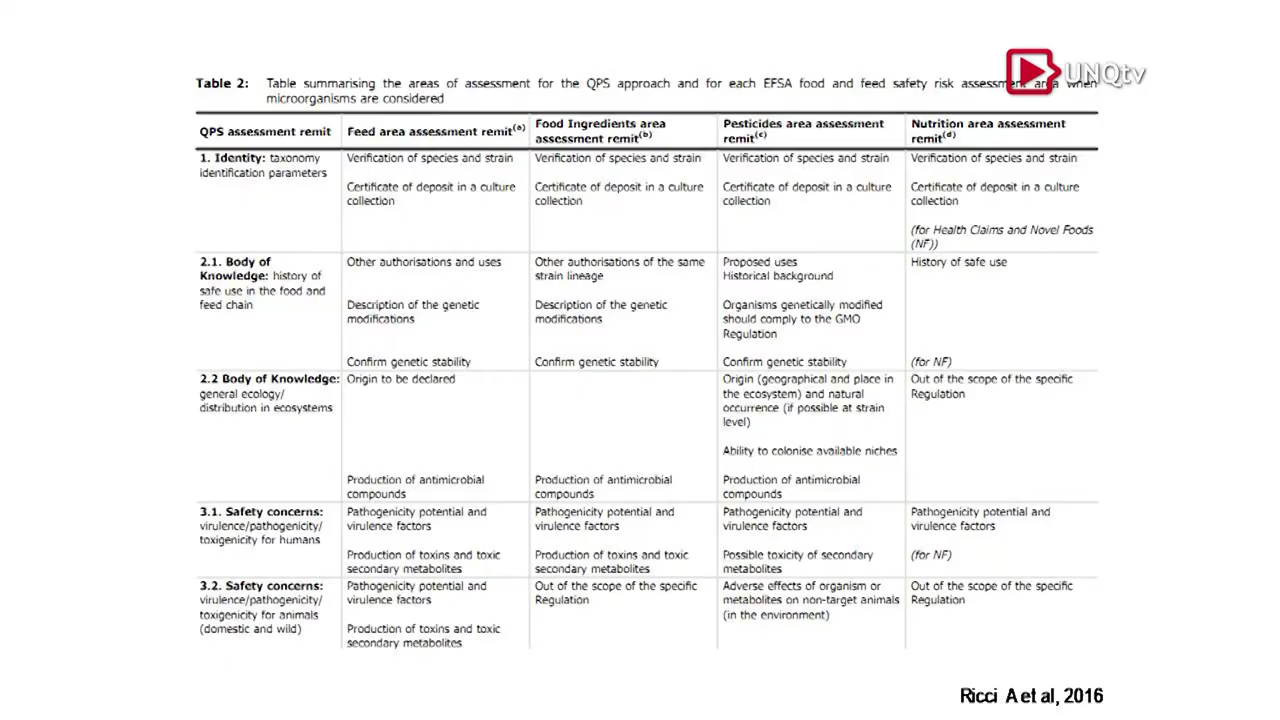 UNQtv
Table 2: Table summarising the areas of assessment for the QPS approach and for each EFSA food and feed safety risk assessment area when
microorganisms are considered
QPS assessment remit
Feed area assessment remit(a)
Food Ingredients area
assessment remit(b)
Pesticides area assessment
remit(c)
Nutrition area assessment
remit(d)
1. Identity: taxonomy
identification parameters
Verification of species and strain
Certificate of deposit in a culture
collection
Verification of species and strain
Certificate of deposit in a culture
collection
Verification of species and strain
Certificate of deposit in a culture
collection
Verification of species and strain
Certificate of deposit in a culture
collection
(for Health Claims and Novel Foods
(NF))
2.1. Body of
Knowledge: history of
safe use in the food and
feed chain
Other authorisations and uses
Description of the genetic
modifications
Confirm genetic stability
Other authorisations of the same
strain lineage
Description of the genetic
modifications
Confirm genetic stability
Proposed uses
Historical background
Organisms genetically modified
should comply to the GMO
Regulation
Confirm genetic stability
History of safe use
(for NF)
2.2 Body of Knowledge:
general ecology/
distribution in ecosystems
Origin to be declared
Production of antimicrobial
compounds
Production of antimicrobial
compounds
Origin (geographical and place in
the ecosystem) and natural
occurrence (if possible at strain
level)
Ability to colonise available niches
Production of antimicrobial
compounds
Out of the scope of the specific
Regulation
3.1. Safety concerns:
virulence/pathogenicity/
toxigenicity for humans
Pathogenicity potential and
virulence factors
Production of toxins and toxic
secondary metabolites
Pathogenicity potential and
virulence factors
Production of toxins and toxic
secondary metabolites
Pathogenicity potential and
virulence factors
Possible toxicity of secondary
metabolites
Pathogenicity potential and
virulence factors
(for NF)
3.2. Safety concerns:
virulence/pathogenicity/
toxigenicity for animals
(domestic and wild)
Pathogenicity potential and
virulence factors
Production of toxins and toxic
secondary metabolites
Out of the scope of the specific
Regulation
Adverse effects of organism or
metabolites on non-target animals
(in the environment)
Out of the scope of the specific
Regulation
Ricci A et al, 2016